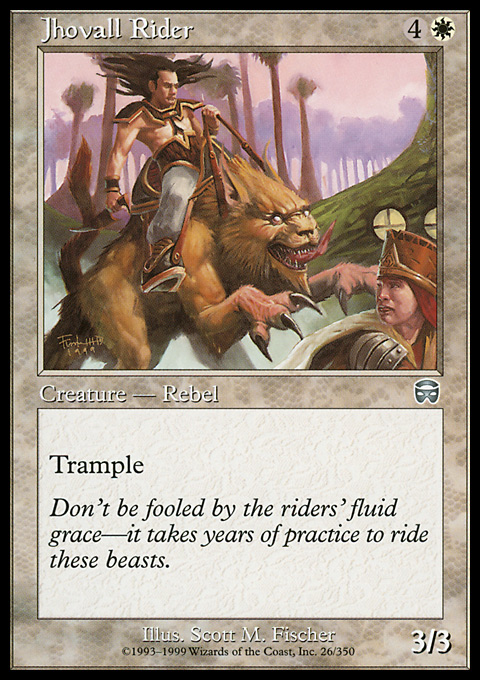 Jhovall Rider 4
Creature — Rebel
Trample
Don't be fooled by the riders' fluid
grace—it takes years of practice to ride
these beasts.
Illus. Scott M. Fischer
©1993–1999 Wizards of the Coast, Inc. 26/350
3/3